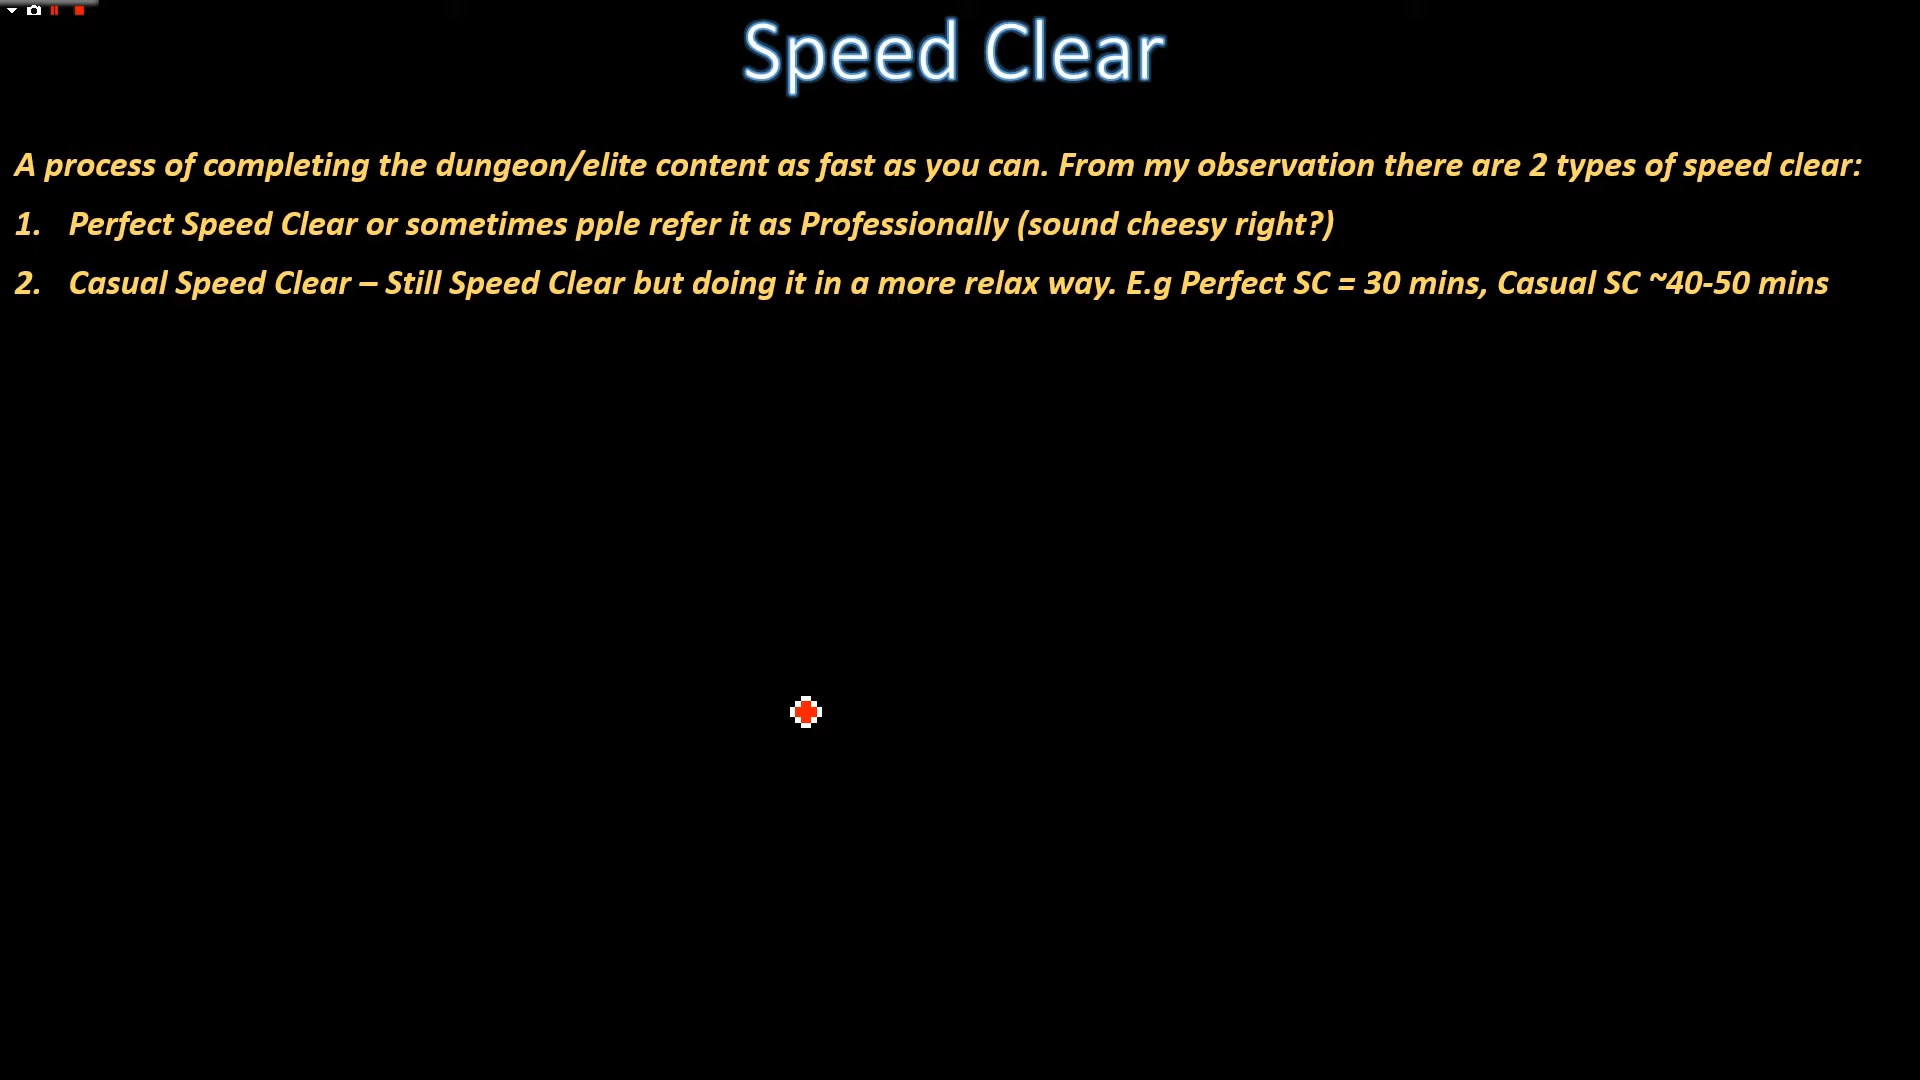 Speed Clear
A process of completing the dungeon/elite content as fast as you can. From my observation there are 2 types of speed clear:
1. Perfect Speed Clear or sometimes pple refer it as Professionally (sound cheesy right?)
2. Casual Speed Clear – Still Speed Clear but doing it in a more relax way. E.g Perfect SC = 30 mins, Casual SC ~40-50 mins